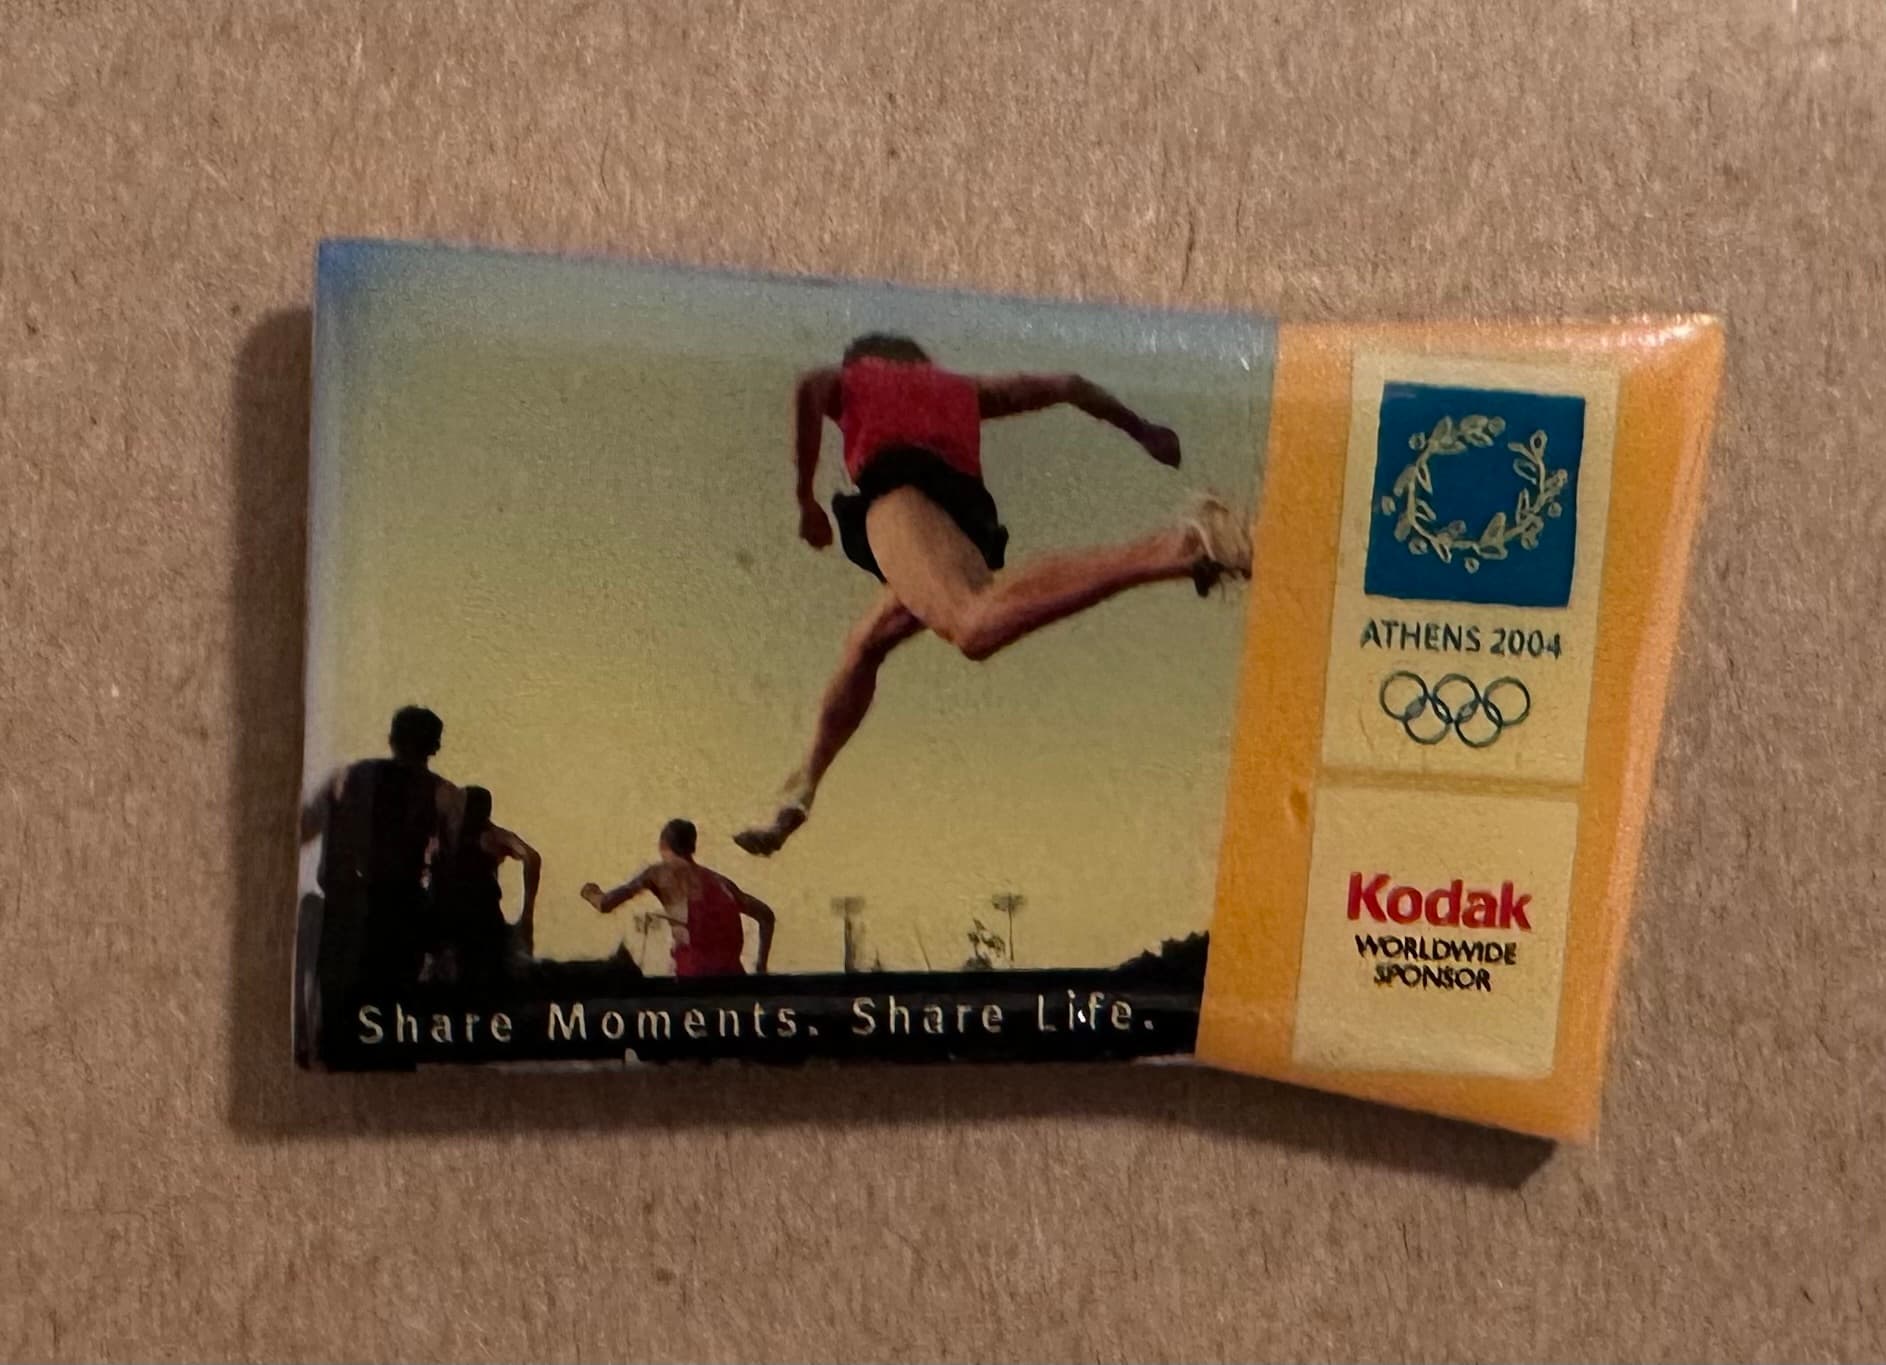 Share Moments. Share Life.
ATHENS 2004
Kodak
WORLDWIDE
SPONSOR